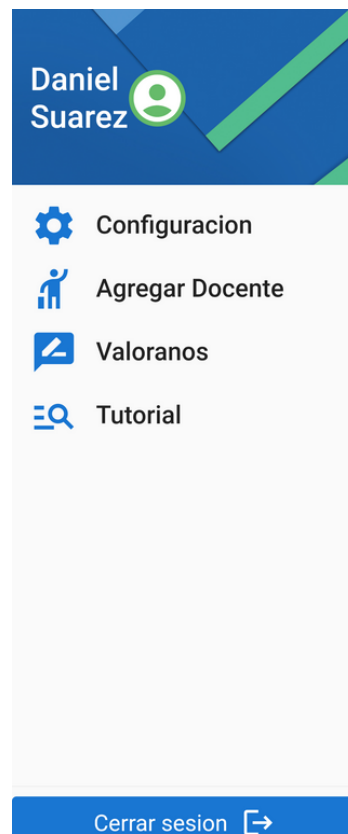 Daniel
Suarez
Configuracion
Agregar Docente
Valoranos
Tutorial
Cerrar sesion